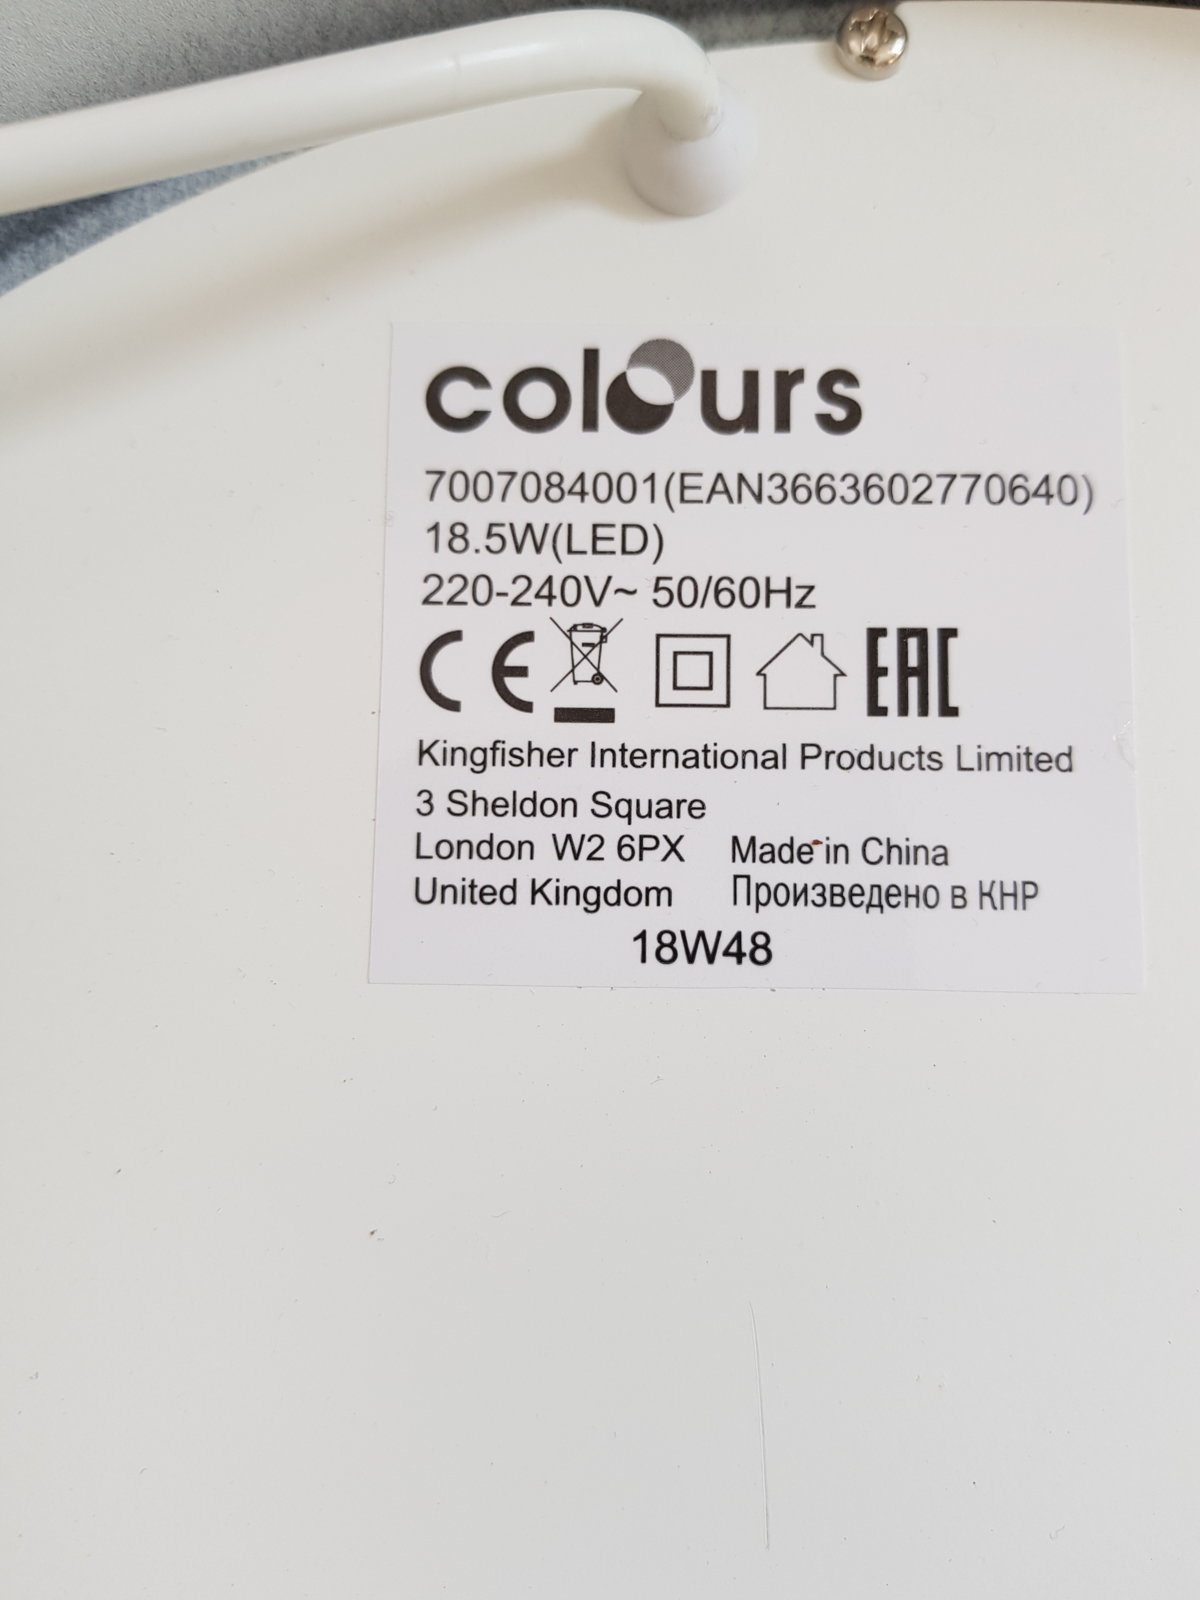 colours
7007084001(EAN3663602770640)
18.5W(LED)
220-240V~ 50/60Hz
CE EAC
Kingfisher International Products Limited
3 Sheldon Square
London W2 6PX Made in China
United Kingdom Произведено в КНР
18W48